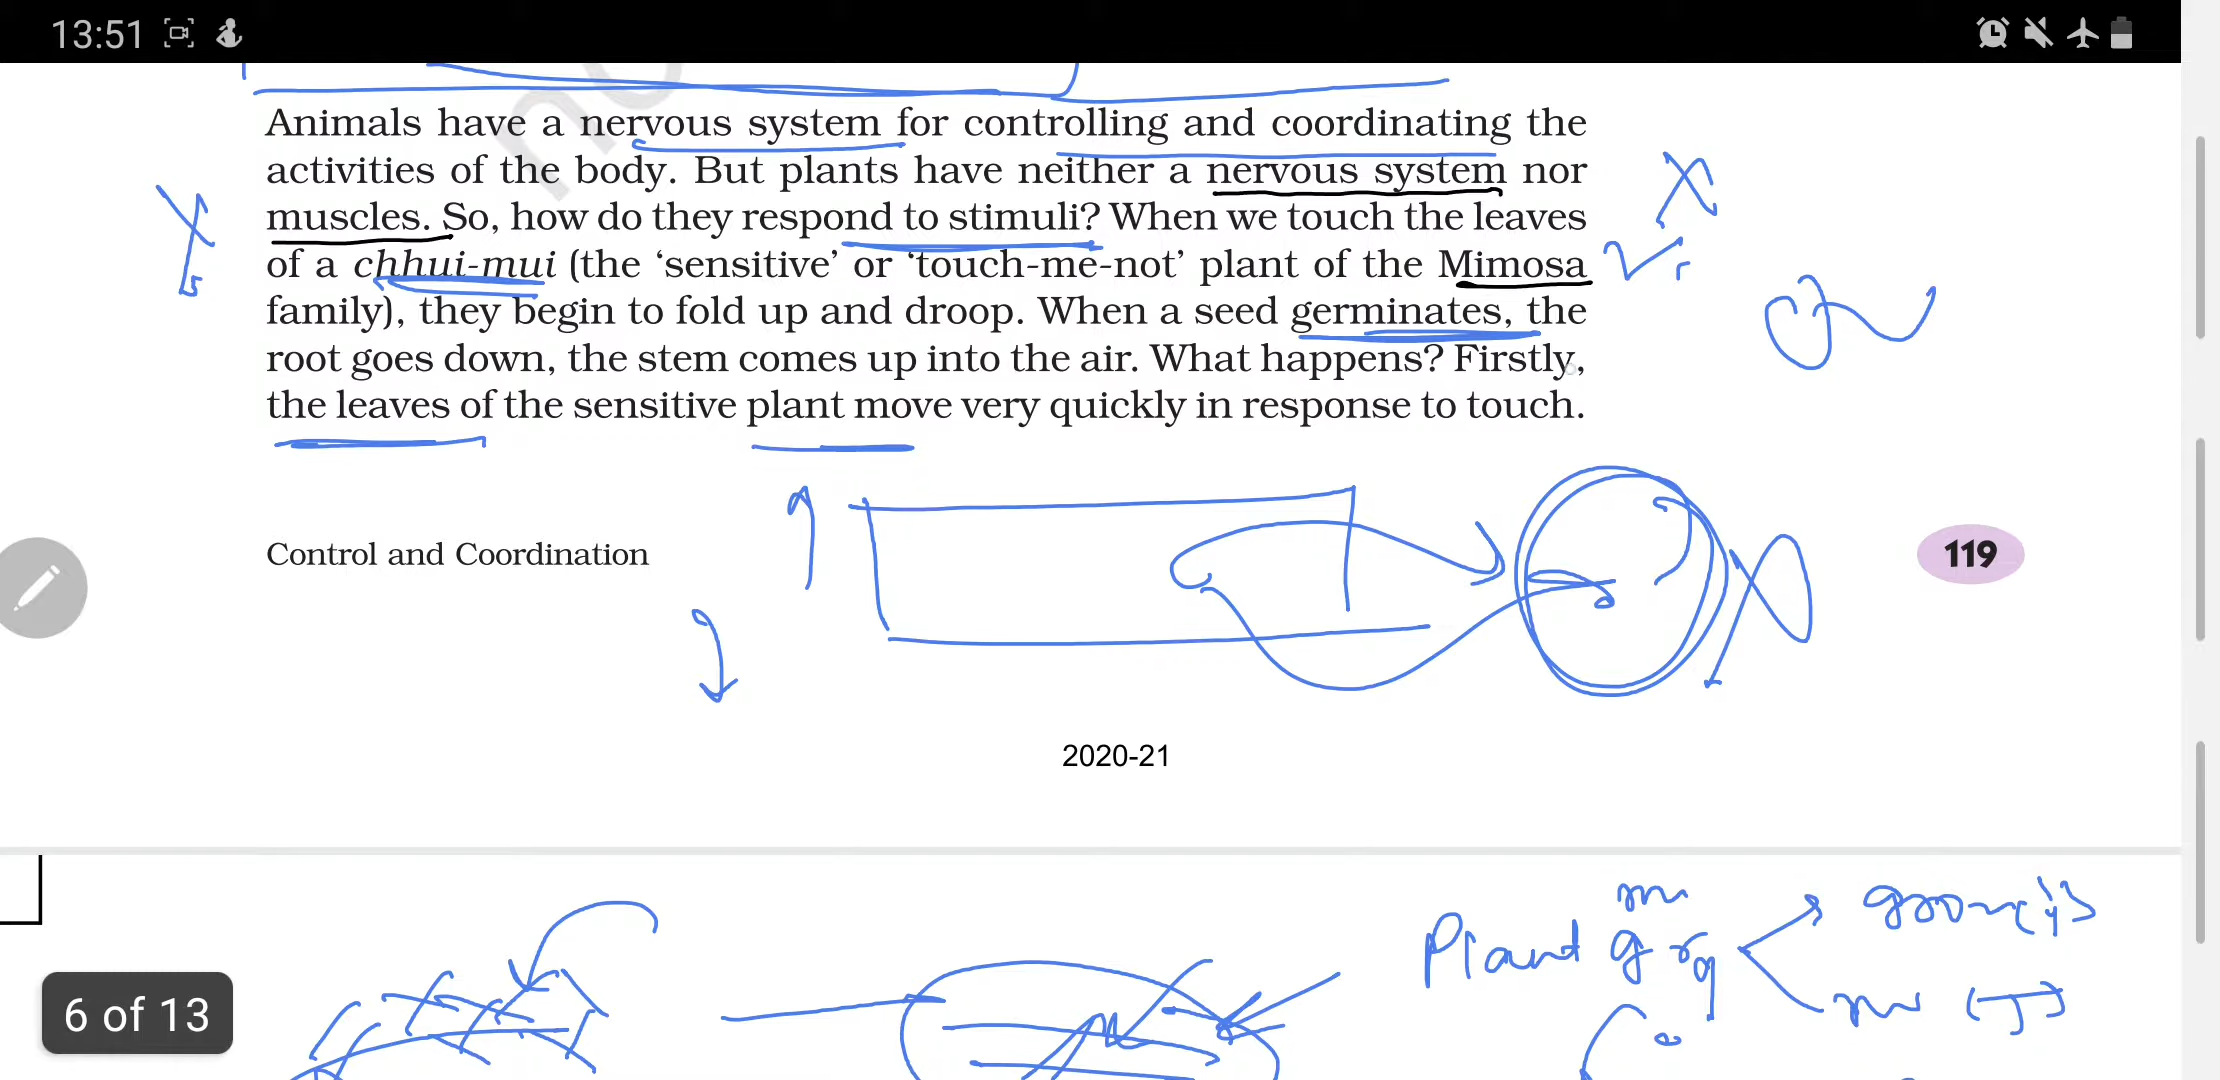 13:51
Animals have a nervous system for controlling and coordinating the
activities of the body. But plants have neither a nervous system nor
muscles. So, how do they respond to stimuli? When we touch the leaves
of a chhui-mui (the ‘sensitive’ or ‘touch-me-not’ plant of the Mimosa
family), they begin to fold up and droop. When a seed germinates, the
root goes down, the stem comes up into the air. What happens? Firstly,
the leaves of the sensitive plant move very quickly in response to touch.
Control and Coordination
119
2020-21
Plant
6 of 13